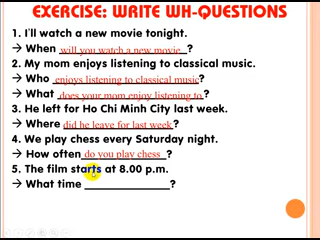 EXERCISE: WRITE WH-QUESTIONS
1. I'll watch a new movie tonight.
→ When will you watch a new movie?
2. My mom enjoys listening to classical music.
→ Who enjoys listening to classical music?
→ What does your mom enjoy listening to?
3. He left for Ho Chi Minh City last week.
→ Where did he leave for last week?
4. We play chess every Saturday night.
→ How often do you play chess?
5. The film starts at 8.00 p.m.
→ What time _______________?